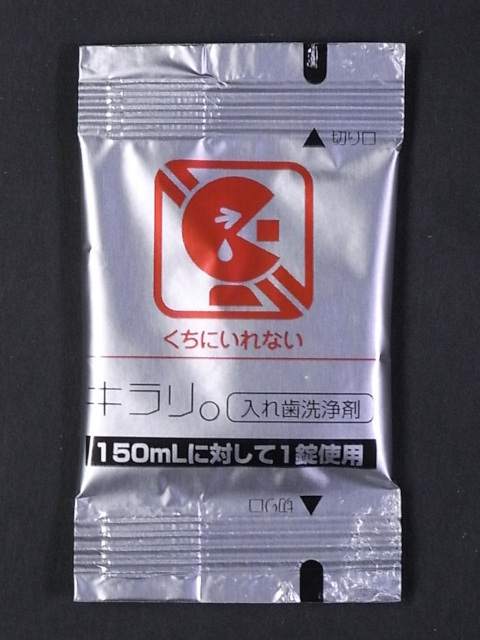 ▲ 切り口
くちにいれない
キラリ。 入れ歯洗浄剤
150mLに対して1錠使用
切り口 ▼